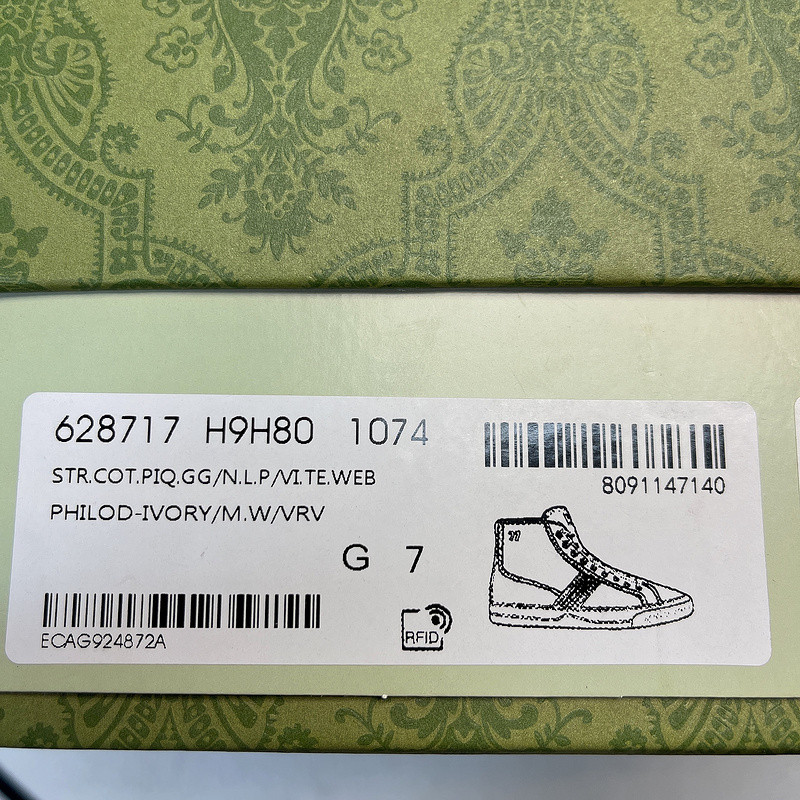 628717 H9H80 1074
STR.COT.PIQ.GG/N.L.P/VI.TE.WEB
PHILOD-IVORY/M.W/VRV
8091147140
G 7
ECAG924872A
RFID